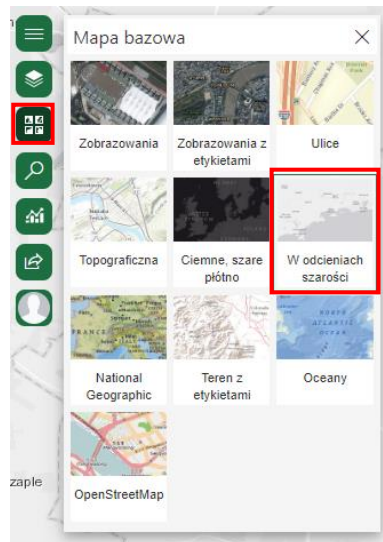 Mapa bazowa
Zobrazowania
Zobrazowania z
etykietami
Ulice
Topograficzna
Ciemne, szare
płótno
W odcieniach
szarości
National
Geographic
Teren z
etykietami
Oceany
OpenStreetMap
zaple